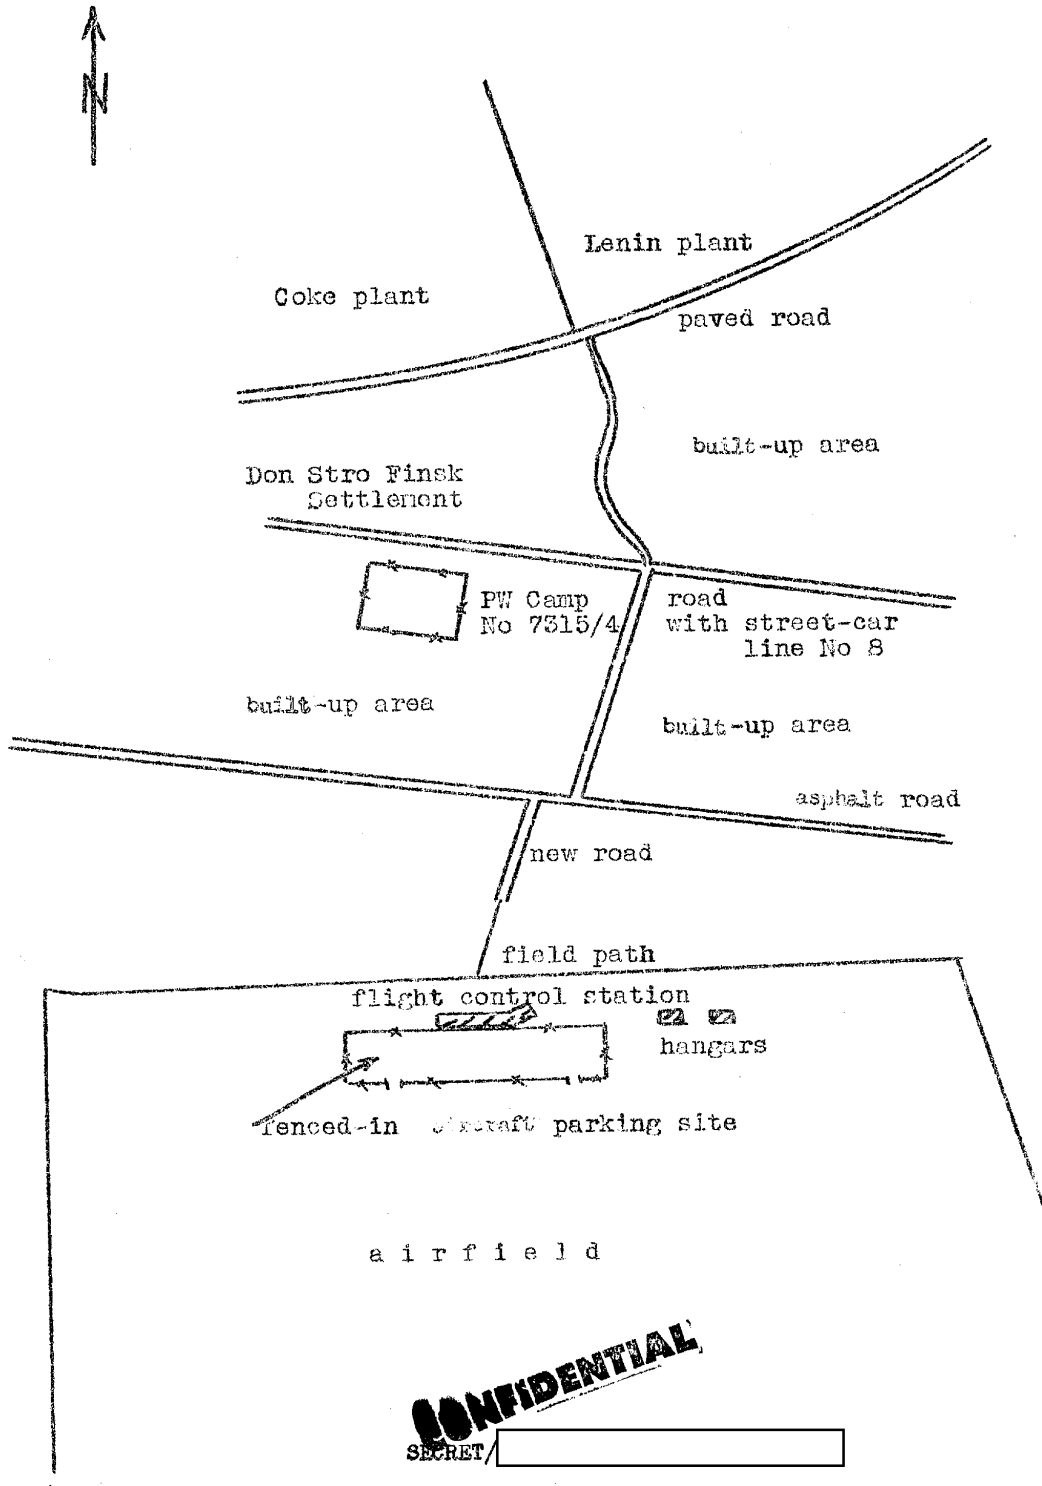 N
Lenin plant
Coke plant
paved road
built-up area
Don Stro Finsk
Settlement
PW Camp
No 7315/4
road
with street-car
line No 8
built-up area
built-up area
asphalt road
new road
field path
flight control station
hangars
fenced-in aircraft parking site
airfield
CONFIDENTIAL
SECRET/